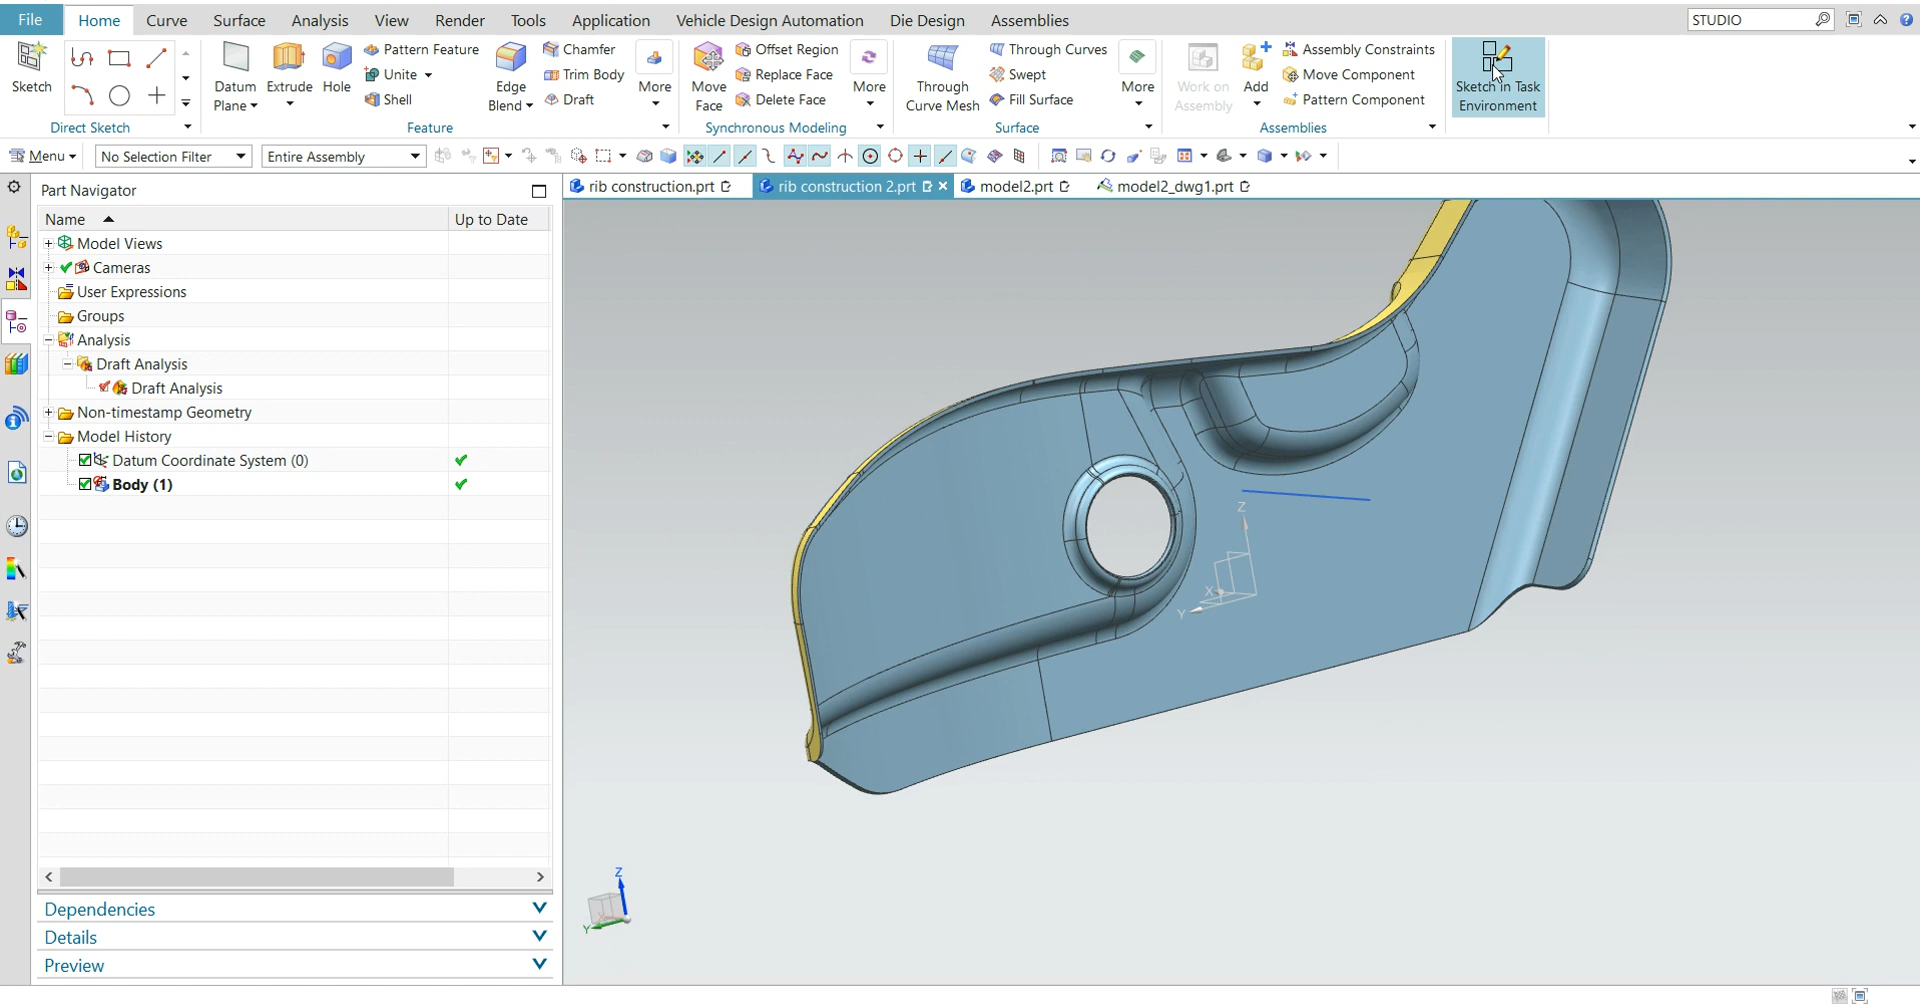 File Home Curve Surface Analysis View Render Tools Application Vehicle Design Automation Die Design Assemblies STUDIO
Sketch
Direct Sketch
Datum Plane Extrude Hole Pattern Feature Unite Shell Edge Blend Chamfer Trim Body Draft More
Feature
Move Face Offset Region Replace Face Delete Face More
Synchronous Modeling
Through Curve Mesh Through Curves Swept Fill Surface More
Surface
Work on Assembly Add Assembly Constraints Move Component Pattern Component
Assemblies
Sketch in Task Environment
Menu No Selection Filter Entire Assembly
Part Navigator
rib construction.prt rib construction 2.prt model2.prt model2_dwg1.prt
Name Up to Date
Model Views
Cameras
User Expressions
Groups
Analysis
Draft Analysis
Draft Analysis
Non-timestamp Geometry
Model History
Datum Coordinate System (0)
Body (1)
Z
X
Y
Z
X
Y
Dependencies
Details
Preview